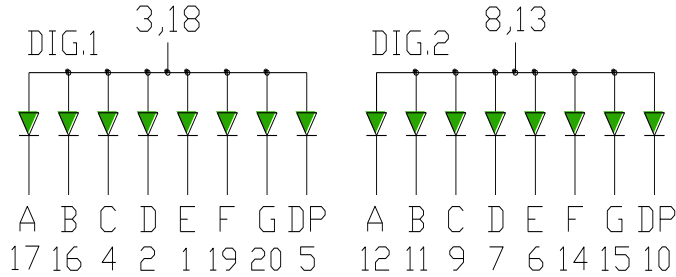 3,18 8,13
DIG.1 DIG.2
A B C D E F G DP A B C D E F G DP
17 16 4 2 1 19 20 5 12 11 9 7 6 14 15 10